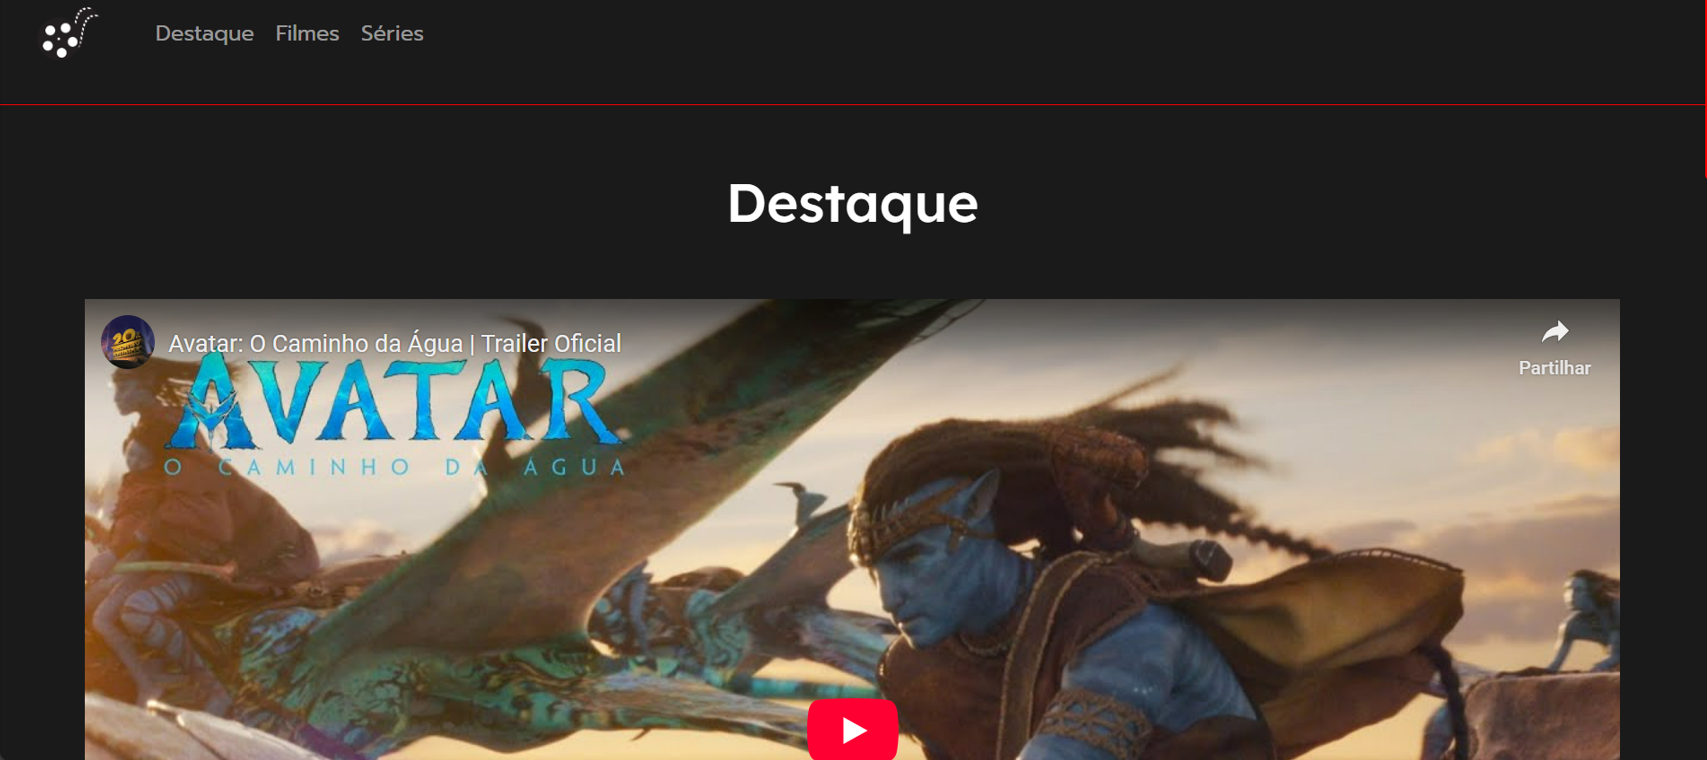 Destaque Filmes Séries
Destaque
Avatar: O Caminho da Água | Trailer Oficial
Partilhar
AVATAR
O CAMINHO DA ÁGUA